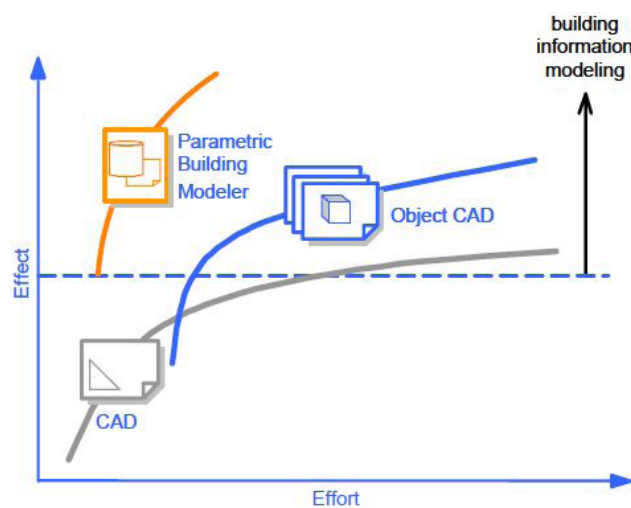 building
information
modeling
Parametric
Building
Modeler
Object CAD
Effect
CAD
Effort